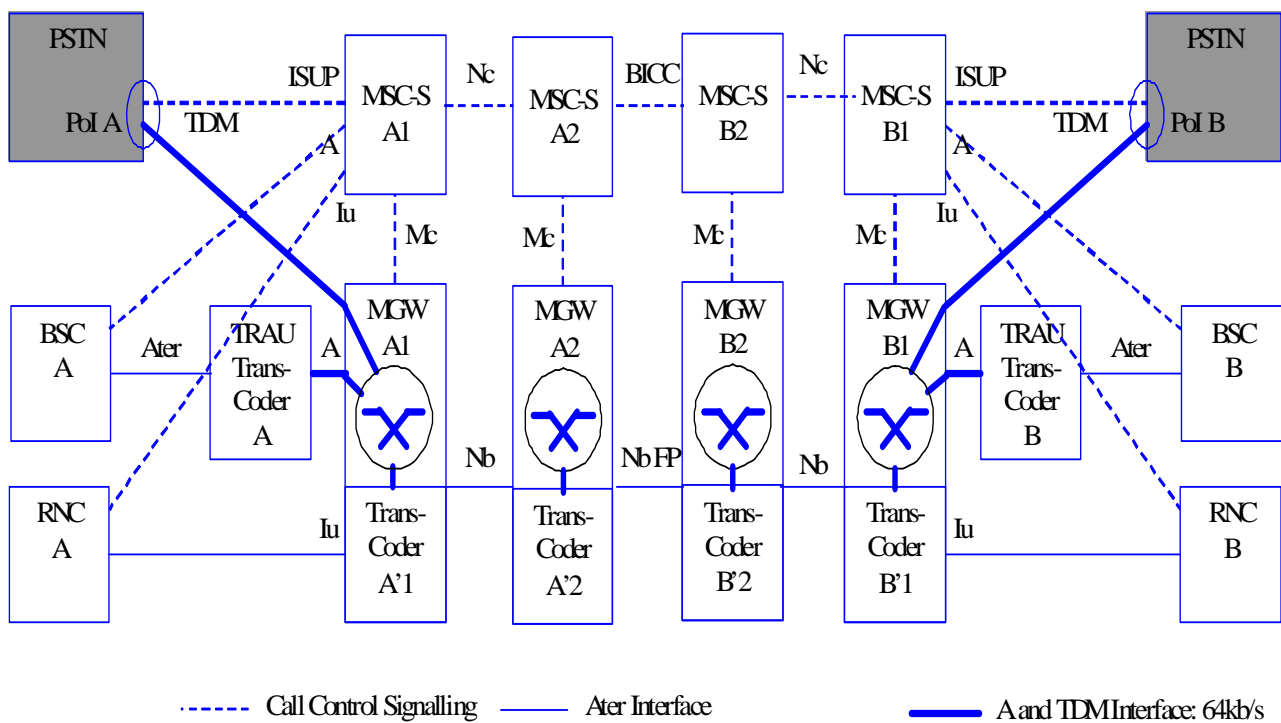 PSTN
PoI A
ISUP
TDM
A
Iu
MSC-S
A1
Nc
MSC-S
A2
BICC
MSC-S
B2
Nc
MSC-S
B1
ISUP
TDM
A
Iu
PSTN
PoI B
Mc
Mc
Mc
Mc
BSC
A
Ater
TRAU
Trans-
Coder
A
A
MGW
A1
MGW
A2
MGW
B2
MGW
B1
A
TRAU
Trans-
Coder
B
Ater
BSC
B
Nb
Nb FP
Nb
RNC
A
Iu
Trans-
Coder
A'1
Trans-
Coder
A'2
Trans-
Coder
B'2
Trans-
Coder
B'1
Iu
RNC
B
Call Control Signalling
Ater Interface
A and TDM Interface: 64kb/s